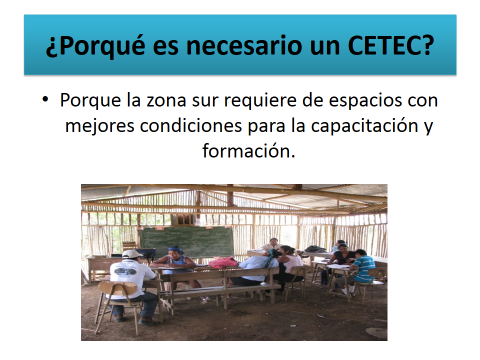 ¿Porqué es necesario un CETEC?
• Porque la zona sur requiere de espacios con
mejores condiciones para la capacitación y
formación.